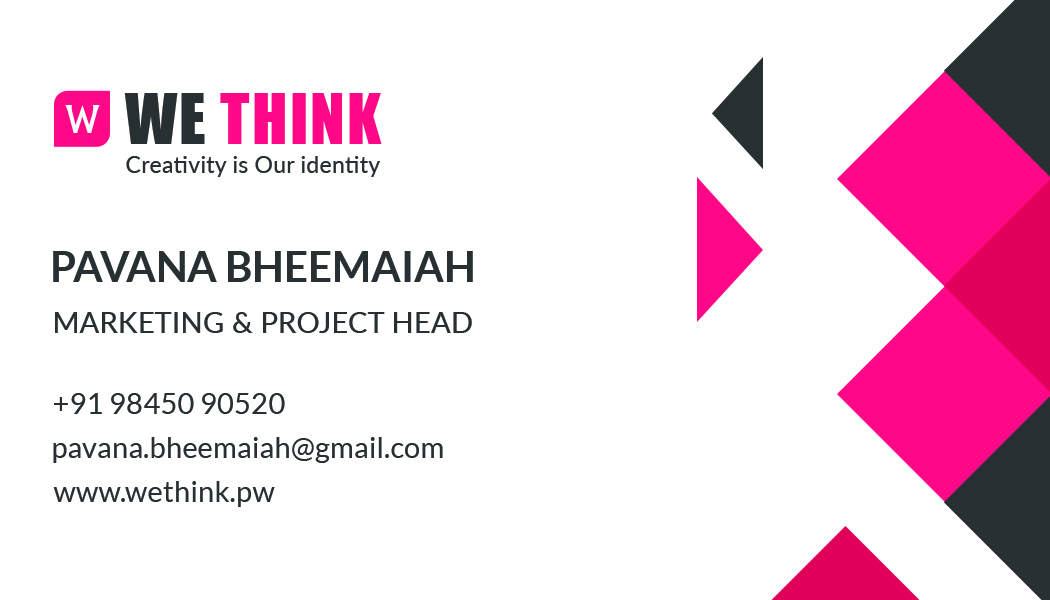 W WE THINK
Creativity is Our identity
PAVANA BHEEMAIAH
MARKETING & PROJECT HEAD
+91 98450 90520
pavana.bheemaiah@gmail.com
www.wethink.pw